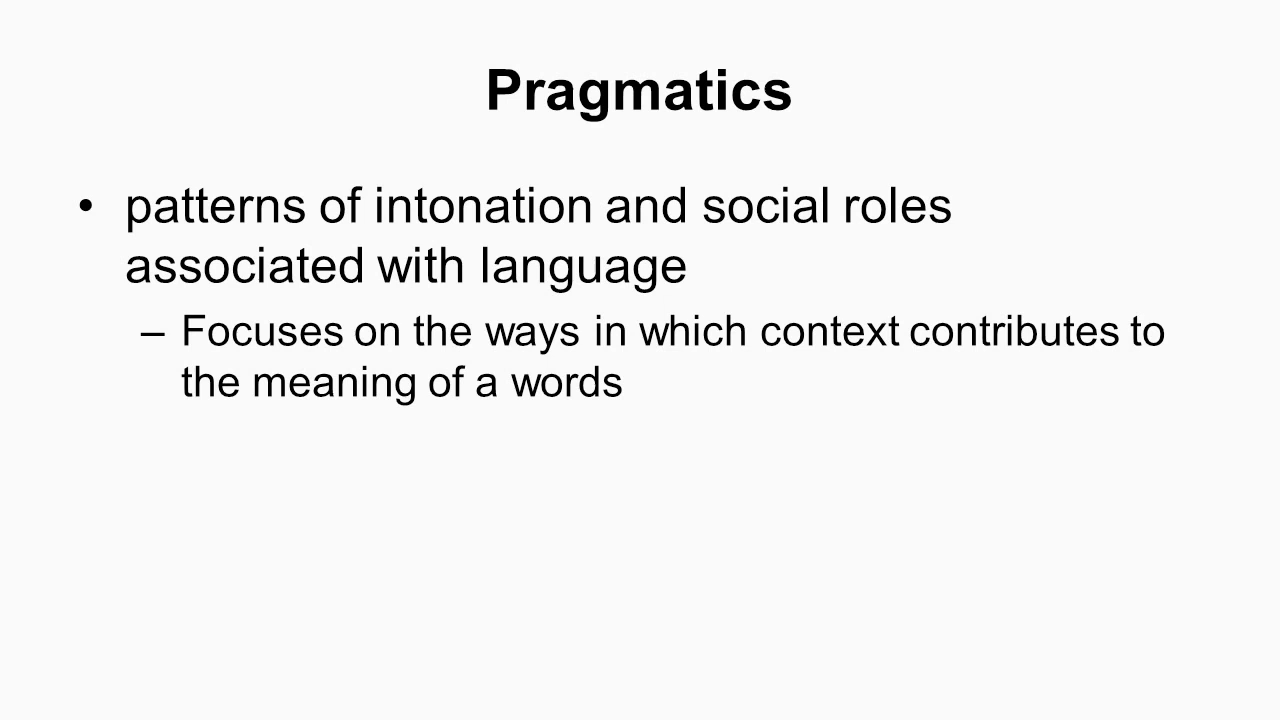 Pragmatics
• patterns of intonation and social roles
associated with language
– Focuses on the ways in which context contributes to
the meaning of a words